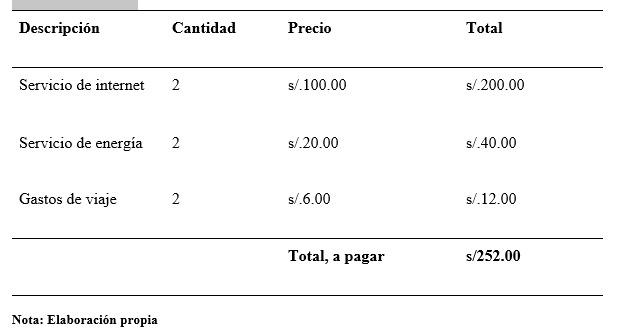 Descripción Cantidad Precio Total
Servicio de internet 2 s/.100.00 s/.200.00
Servicio de energía 2 s/.20.00 s/.40.00
Gastos de viaje 2 s/.6.00 s/.12.00
Total, a pagar s/252.00
Nota: Elaboración propia